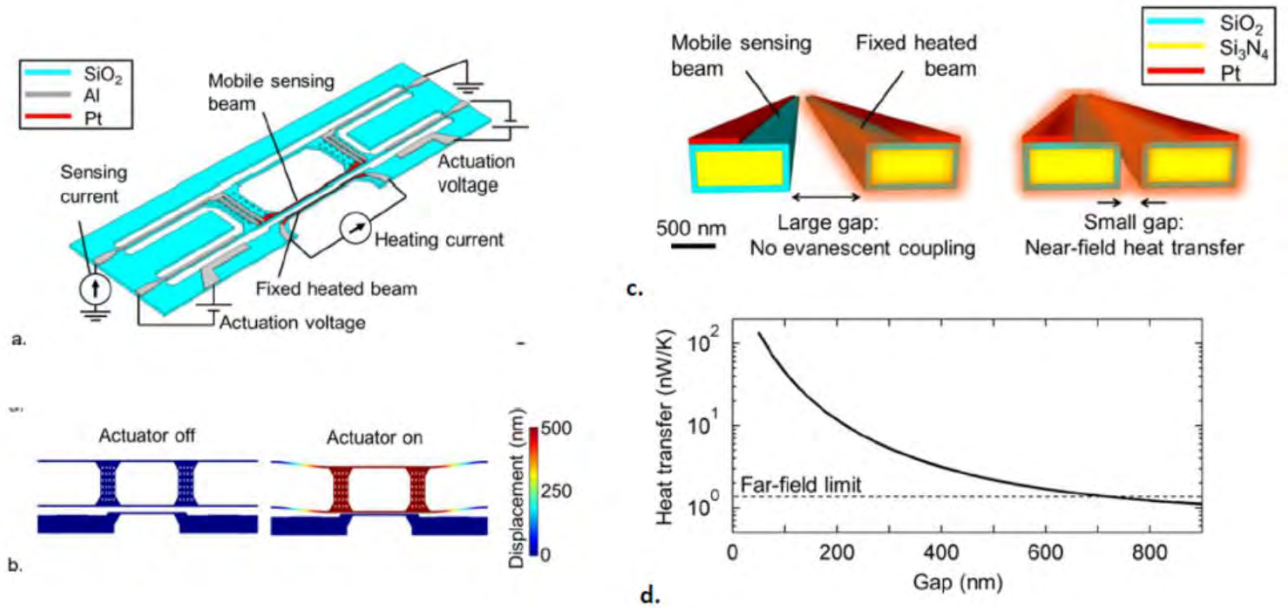 SiO2
Al
Pt
Mobile sensing
beam
Sensing
current
Actuation
voltage
Heating current
Fixed heated beam
Actuation voltage
a.
Actuator off
Actuator on
500
250
0
Displacement (nm)
b.
SiO2
Si3N4
Pt
Mobile sensing
beam
Fixed heated
beam
500 nm
Large gap:
No evanescent coupling
Small gap:
Near-field heat transfer
c.
Heat transfer (nW/K)
10^2
10^1
10^0
Far-field limit
0
200
400
600
800
Gap (nm)
d.